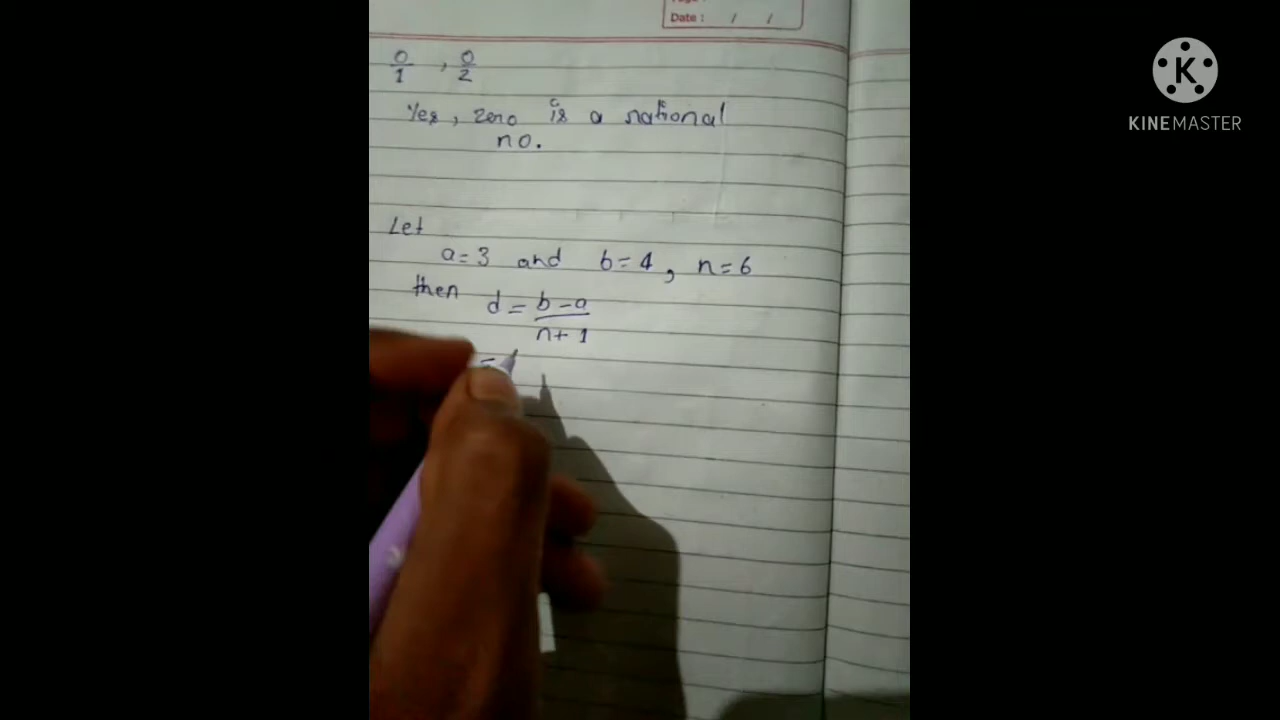 Date : / /
0/1 , 0/2
Yes, zero is a rational
no.
Let
a = 3 and b = 4 , n = 6
then d = b - a / n + 1
=
KINEMASTER